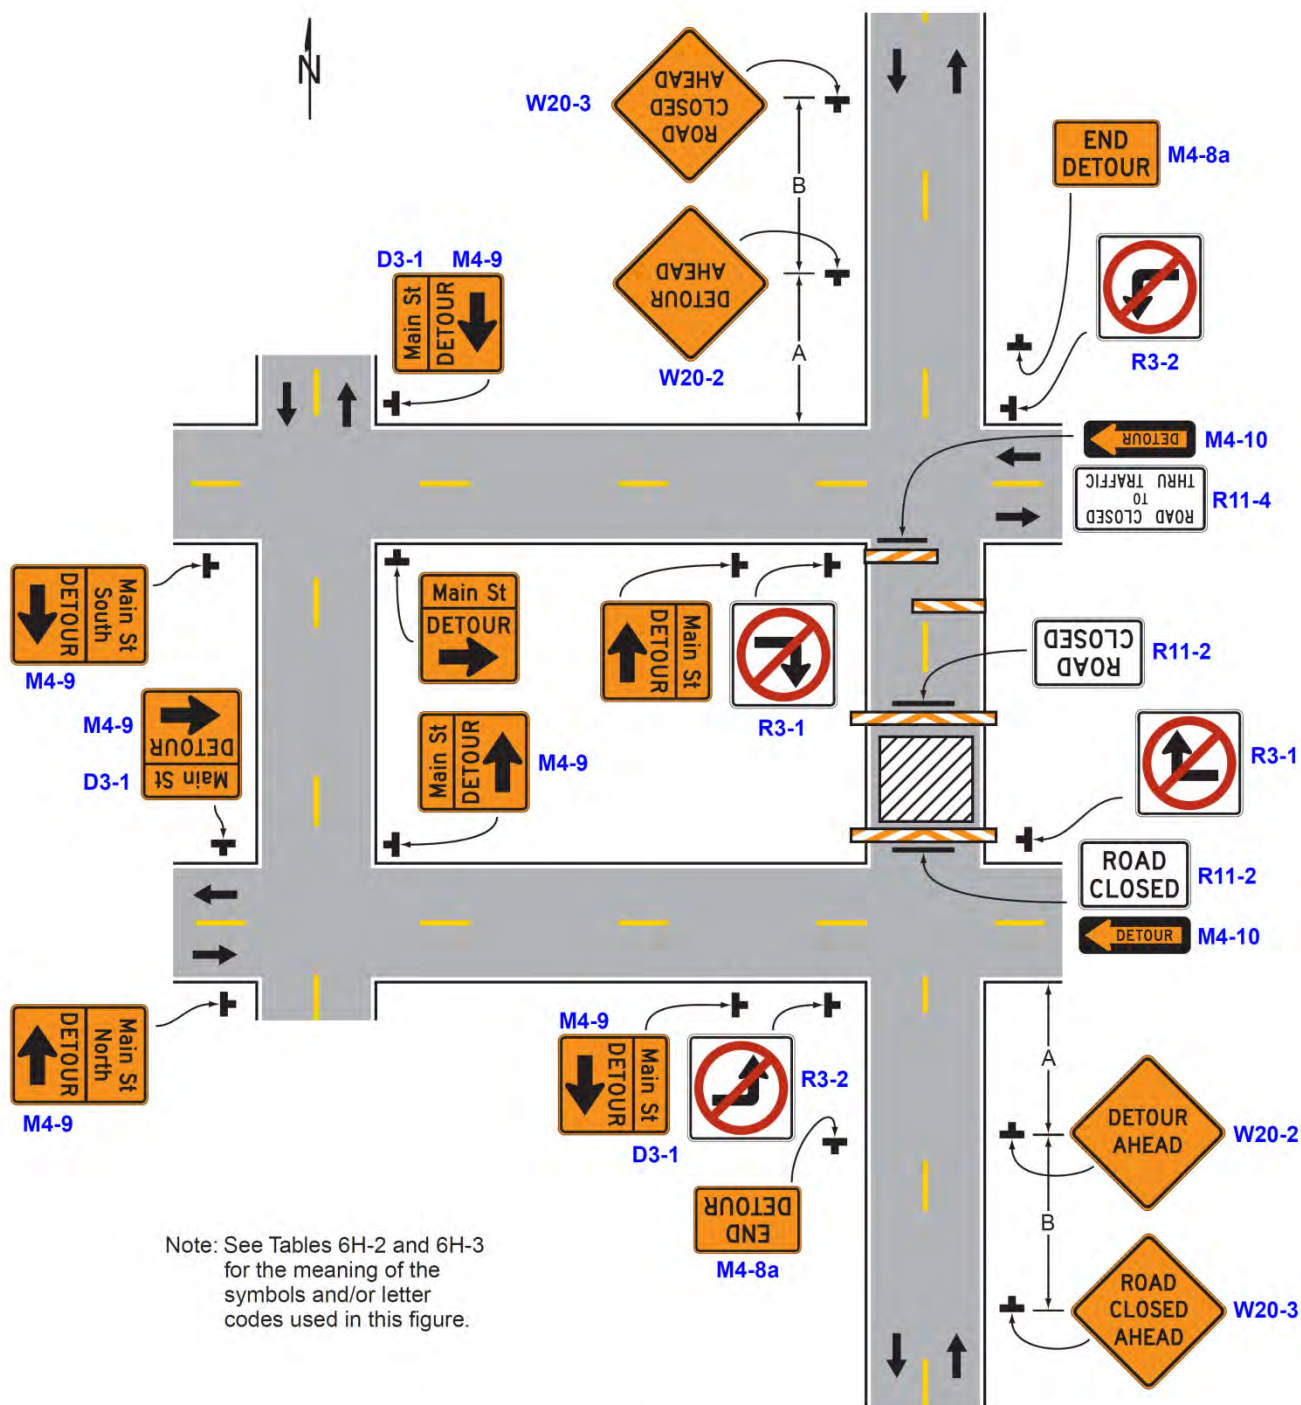 N
W20-3
ROAD
CLOSED
AHEAD
B
DETOUR
AHEAD
W20-2
A
END
DETOUR
M4-8a
R3-2
D3-1
M4-9
Main St
DETOUR
DETOUR
M4-10
ROAD CLOSED
TO
THRU TRAFFIC
R11-4
Main St
South
DETOUR
M4-9
Main St
DETOUR
Main St
DETOUR
R3-1
ROAD
CLOSED
R11-2
M4-9
D3-1
Main St
DETOUR
Main St
DETOUR
M4-9
R3-1
ROAD
CLOSED
R11-2
DETOUR
M4-10
Main St
North
DETOUR
M4-9
M4-9
Main St
DETOUR
D3-1
R3-2
END
DETOUR
M4-8a
A
DETOUR
AHEAD
W20-2
B
ROAD
CLOSED
AHEAD
W20-3
Note: See Tables 6H-2 and 6H-3
for the meaning of the
symbols and/or letter
codes used in this figure.